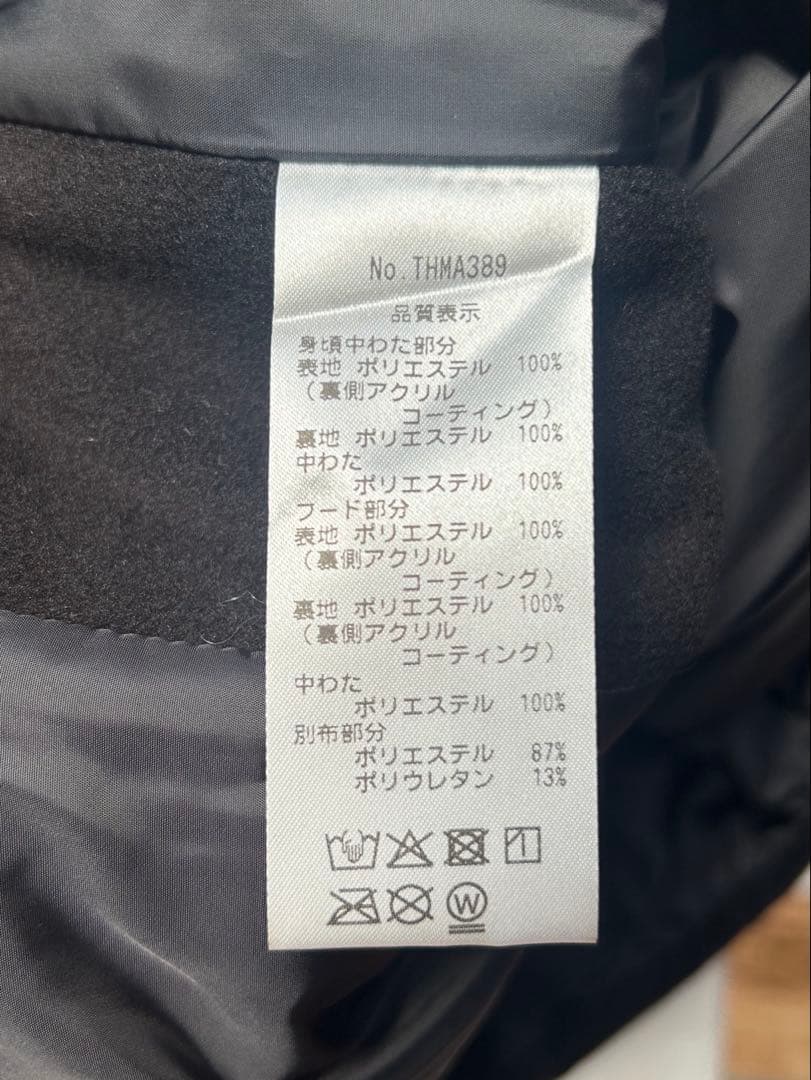 No.THMA389
品質表示
身頃中わた部分
表地 ポリエステル 100%
（裏側アクリル
コーティング）
裏地 ポリエステル 100%
中わた
ポリエステル 100%
フード部分
表地 ポリエステル 100%
（裏側アクリル
コーティング）
裏地 ポリエステル 100%
（裏側アクリル
コーティング）
中わた
ポリエステル 100%
別布部分
ポリエステル 87%
ポリウレタン 13%
W